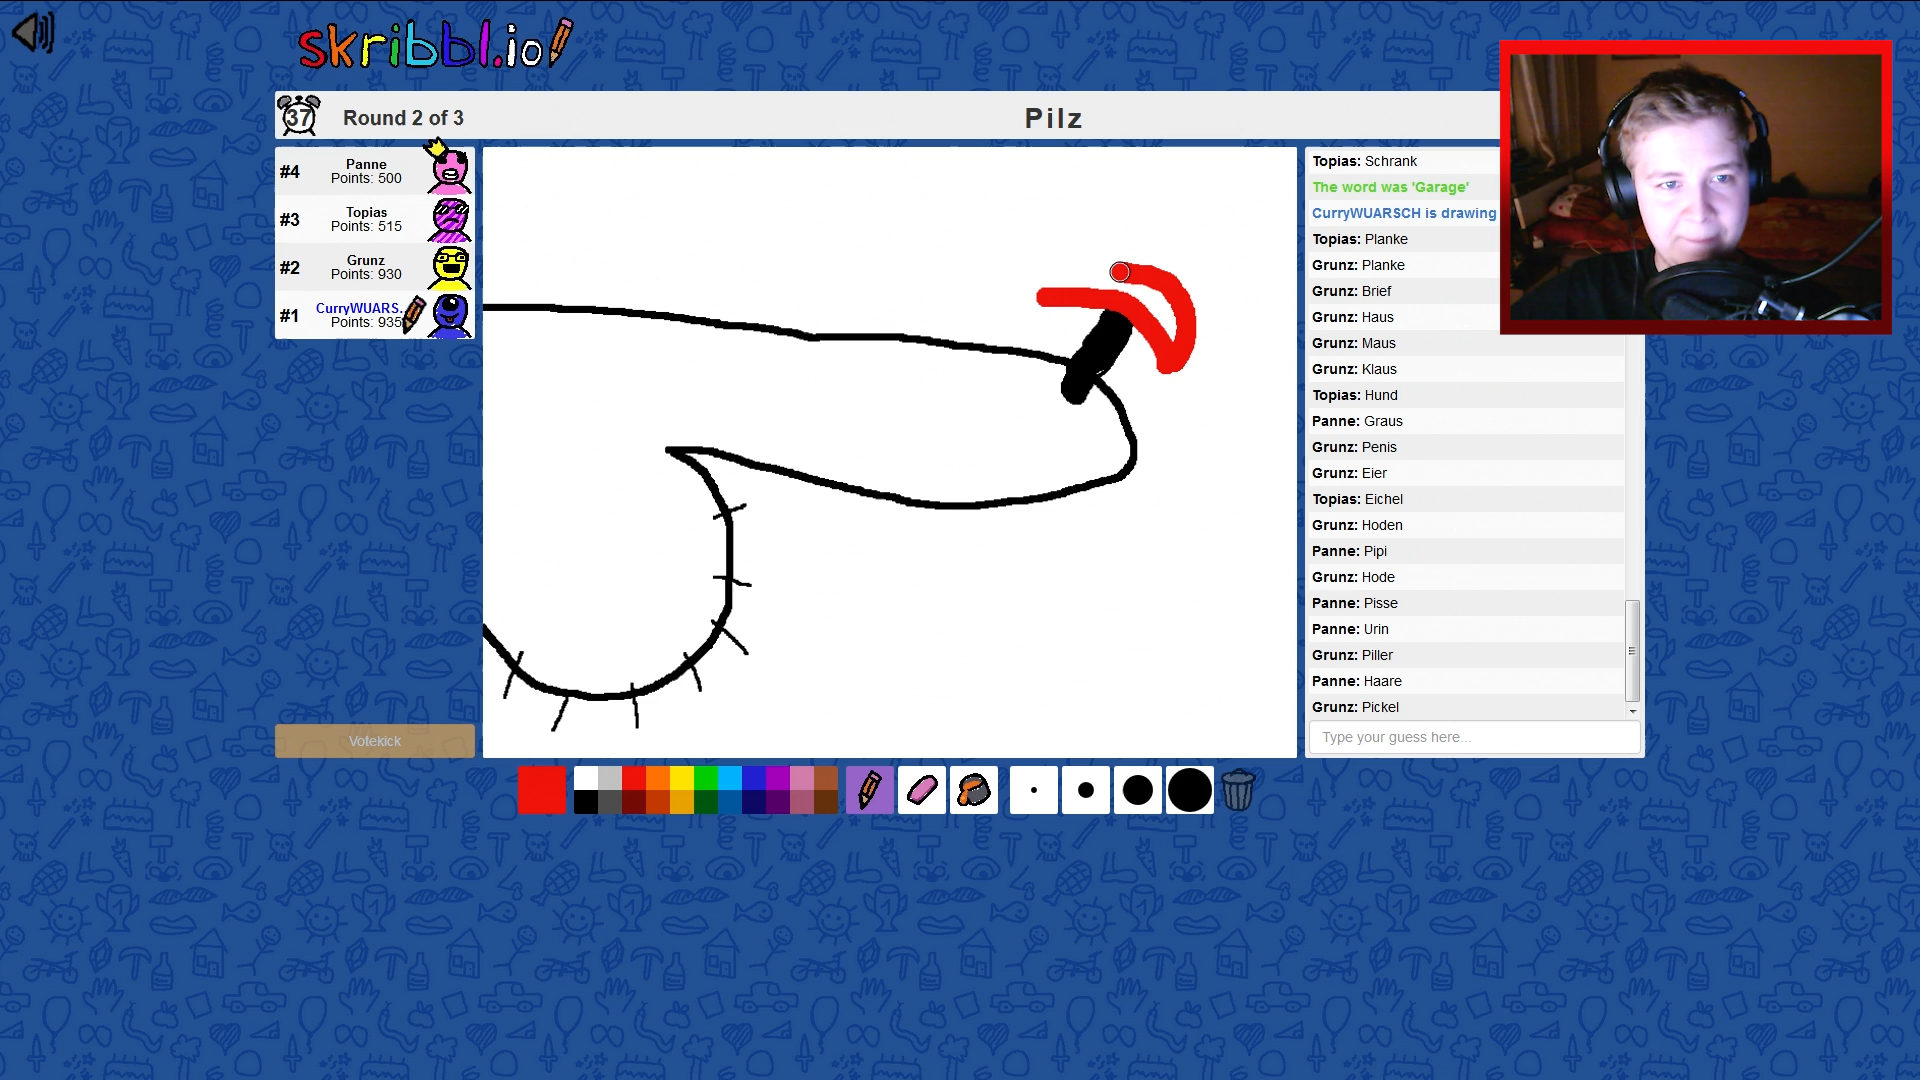 skribbl.io
37
Round 2 of 3
Pilz
#4
Panne
Points: 500
#3
Topias
Points: 515
#2
Grunz
Points: 930
#1
CurryWUARS...
Points: 935
Votekick
Topias: Schrank
The word was 'Garage'
CurryWUARSCH is drawing
Topias: Planke
Grunz: Planke
Grunz: Brief
Grunz: Haus
Grunz: Maus
Grunz: Klaus
Topias: Hund
Panne: Graus
Grunz: Penis
Grunz: Eier
Topias: Eichel
Grunz: Hoden
Panne: Pipi
Grunz: Hode
Panne: Pisse
Panne: Urin
Grunz: Piller
Panne: Haare
Grunz: Pickel
Type your guess here...